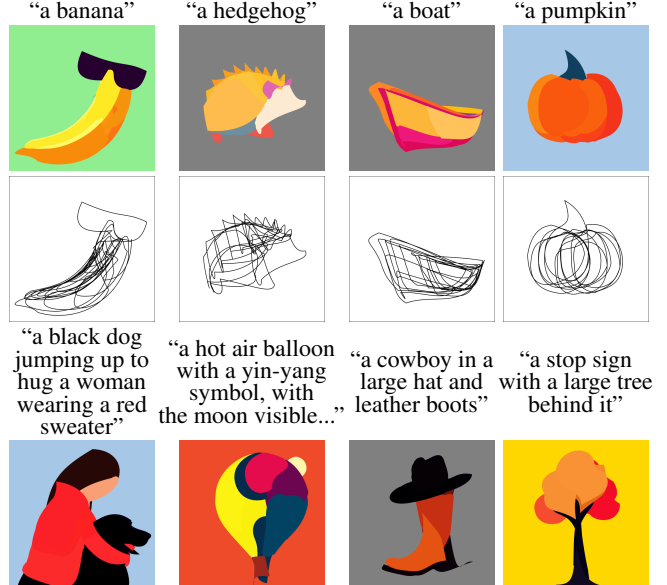 “a banana”
“a hedgehog”
“a boat”
“a pumpkin”
“a black dog
jumping up to
hug a woman
wearing a red
sweater”
“a hot air balloon
with a yin-yang
symbol, with
the moon visible...”
“a cowboy in a
large hat and
leather boots”
“a stop sign
with a large tree
behind it”